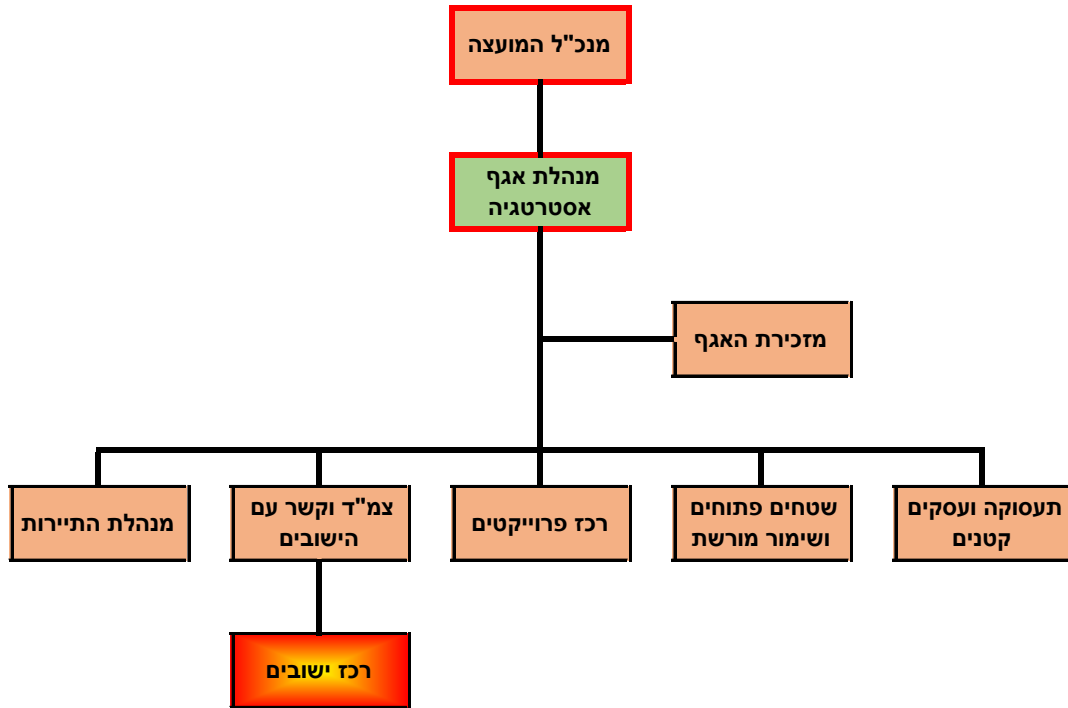 מנכ"ל המועצה
מנהלת אגף
אסטרטגיה
מזכירת האגף
תעסוקה ועסקים
קטנים
שטחים פתוחים
ושימור מורשת
רכז פרוייקטים
צמ"ד וקשר עם
הישובים
מנהלת התיירות
רכז ישובים